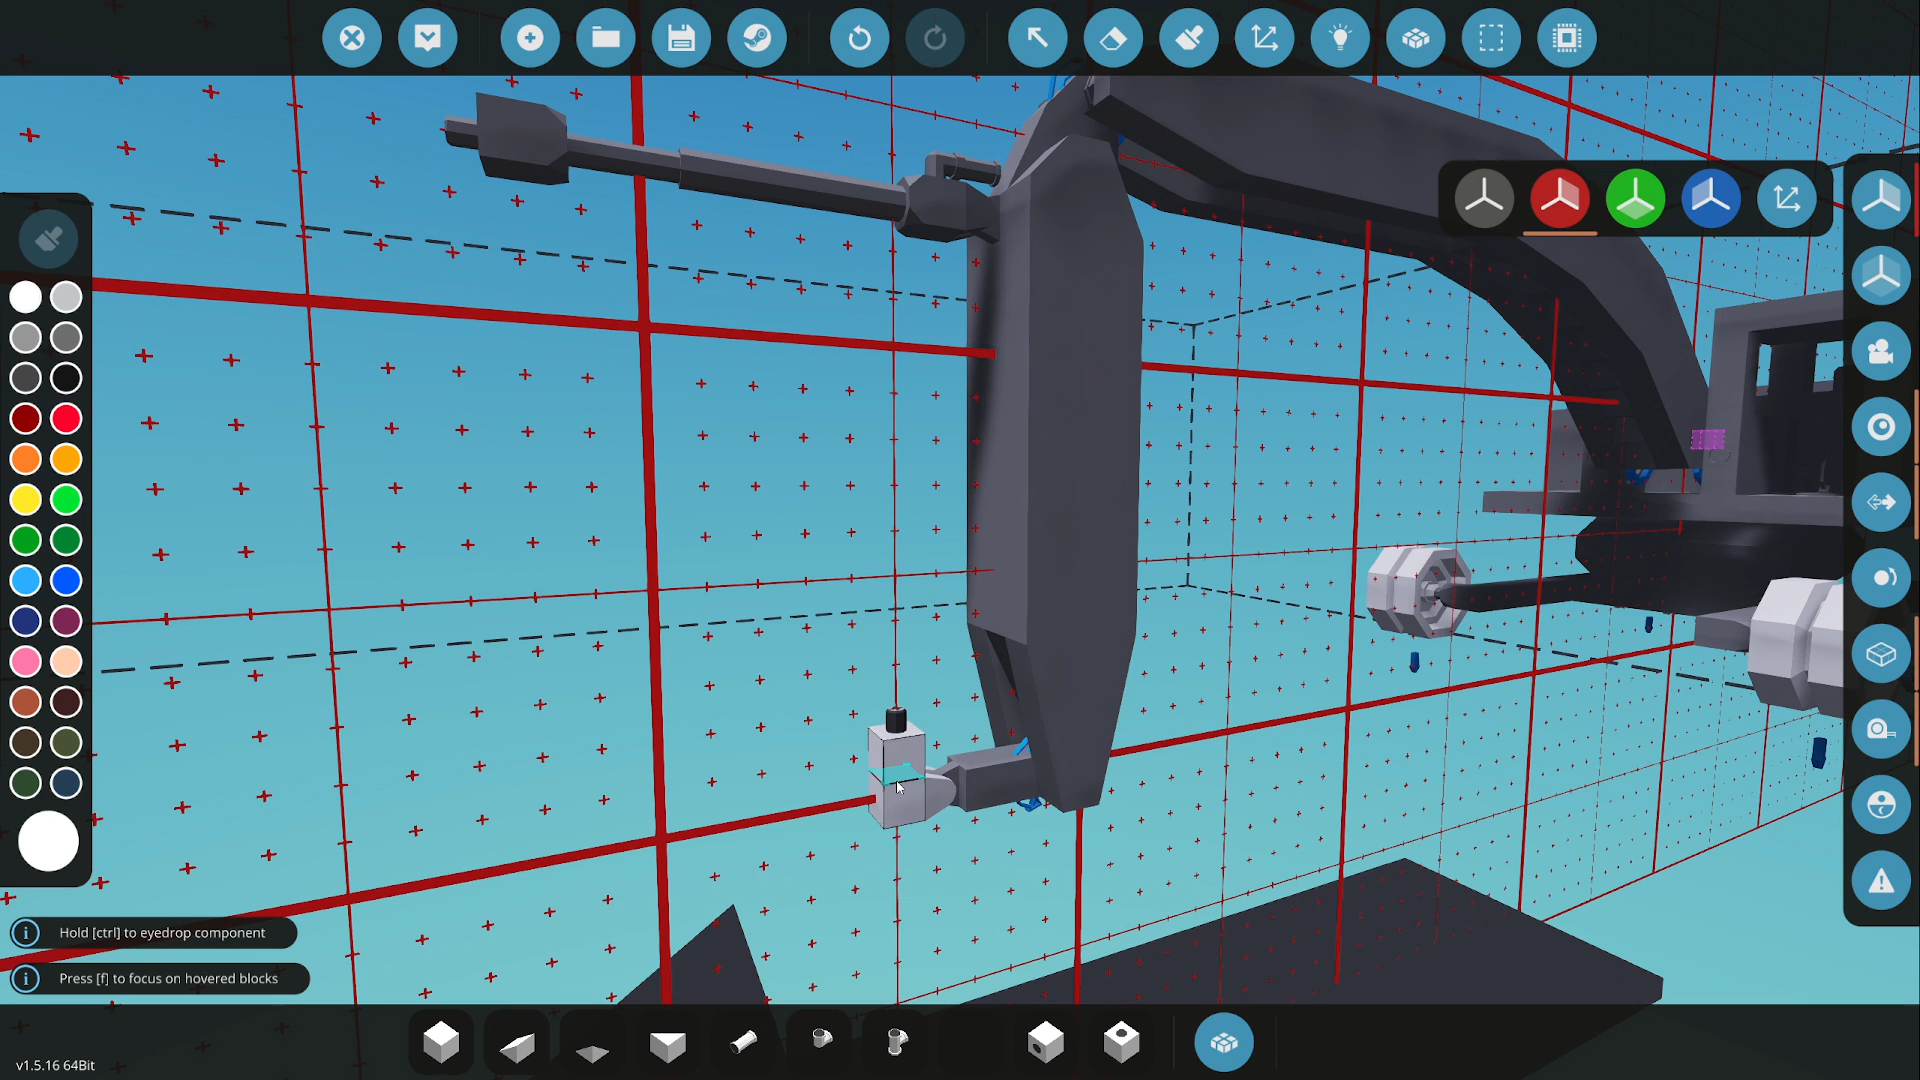 Hold [ctrl] to eyedrop component
Press [f] to focus on hovered blocks
v1.5.16 64Bit